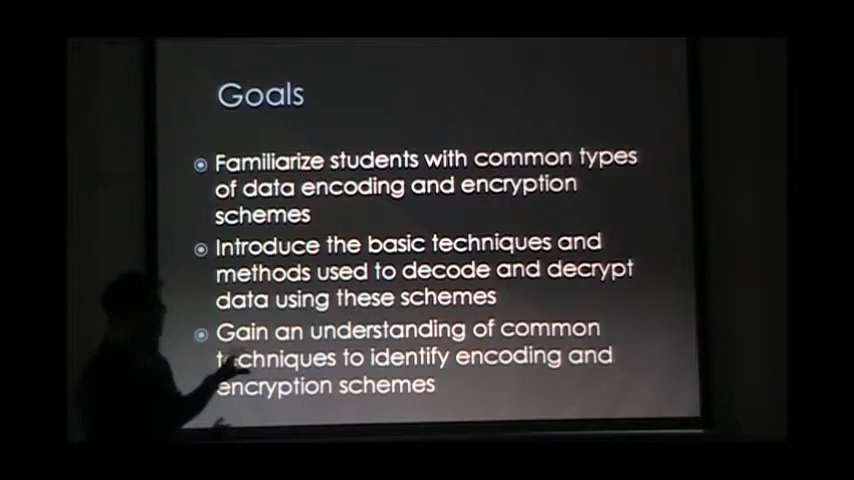 Goals
Familiarize students with common types
of data encoding and encryption
schemes
Introduce the basic techniques and
methods used to decode and decrypt
data using these schemes
Gain an understanding of common
techniques to identify encoding and
encryption schemes